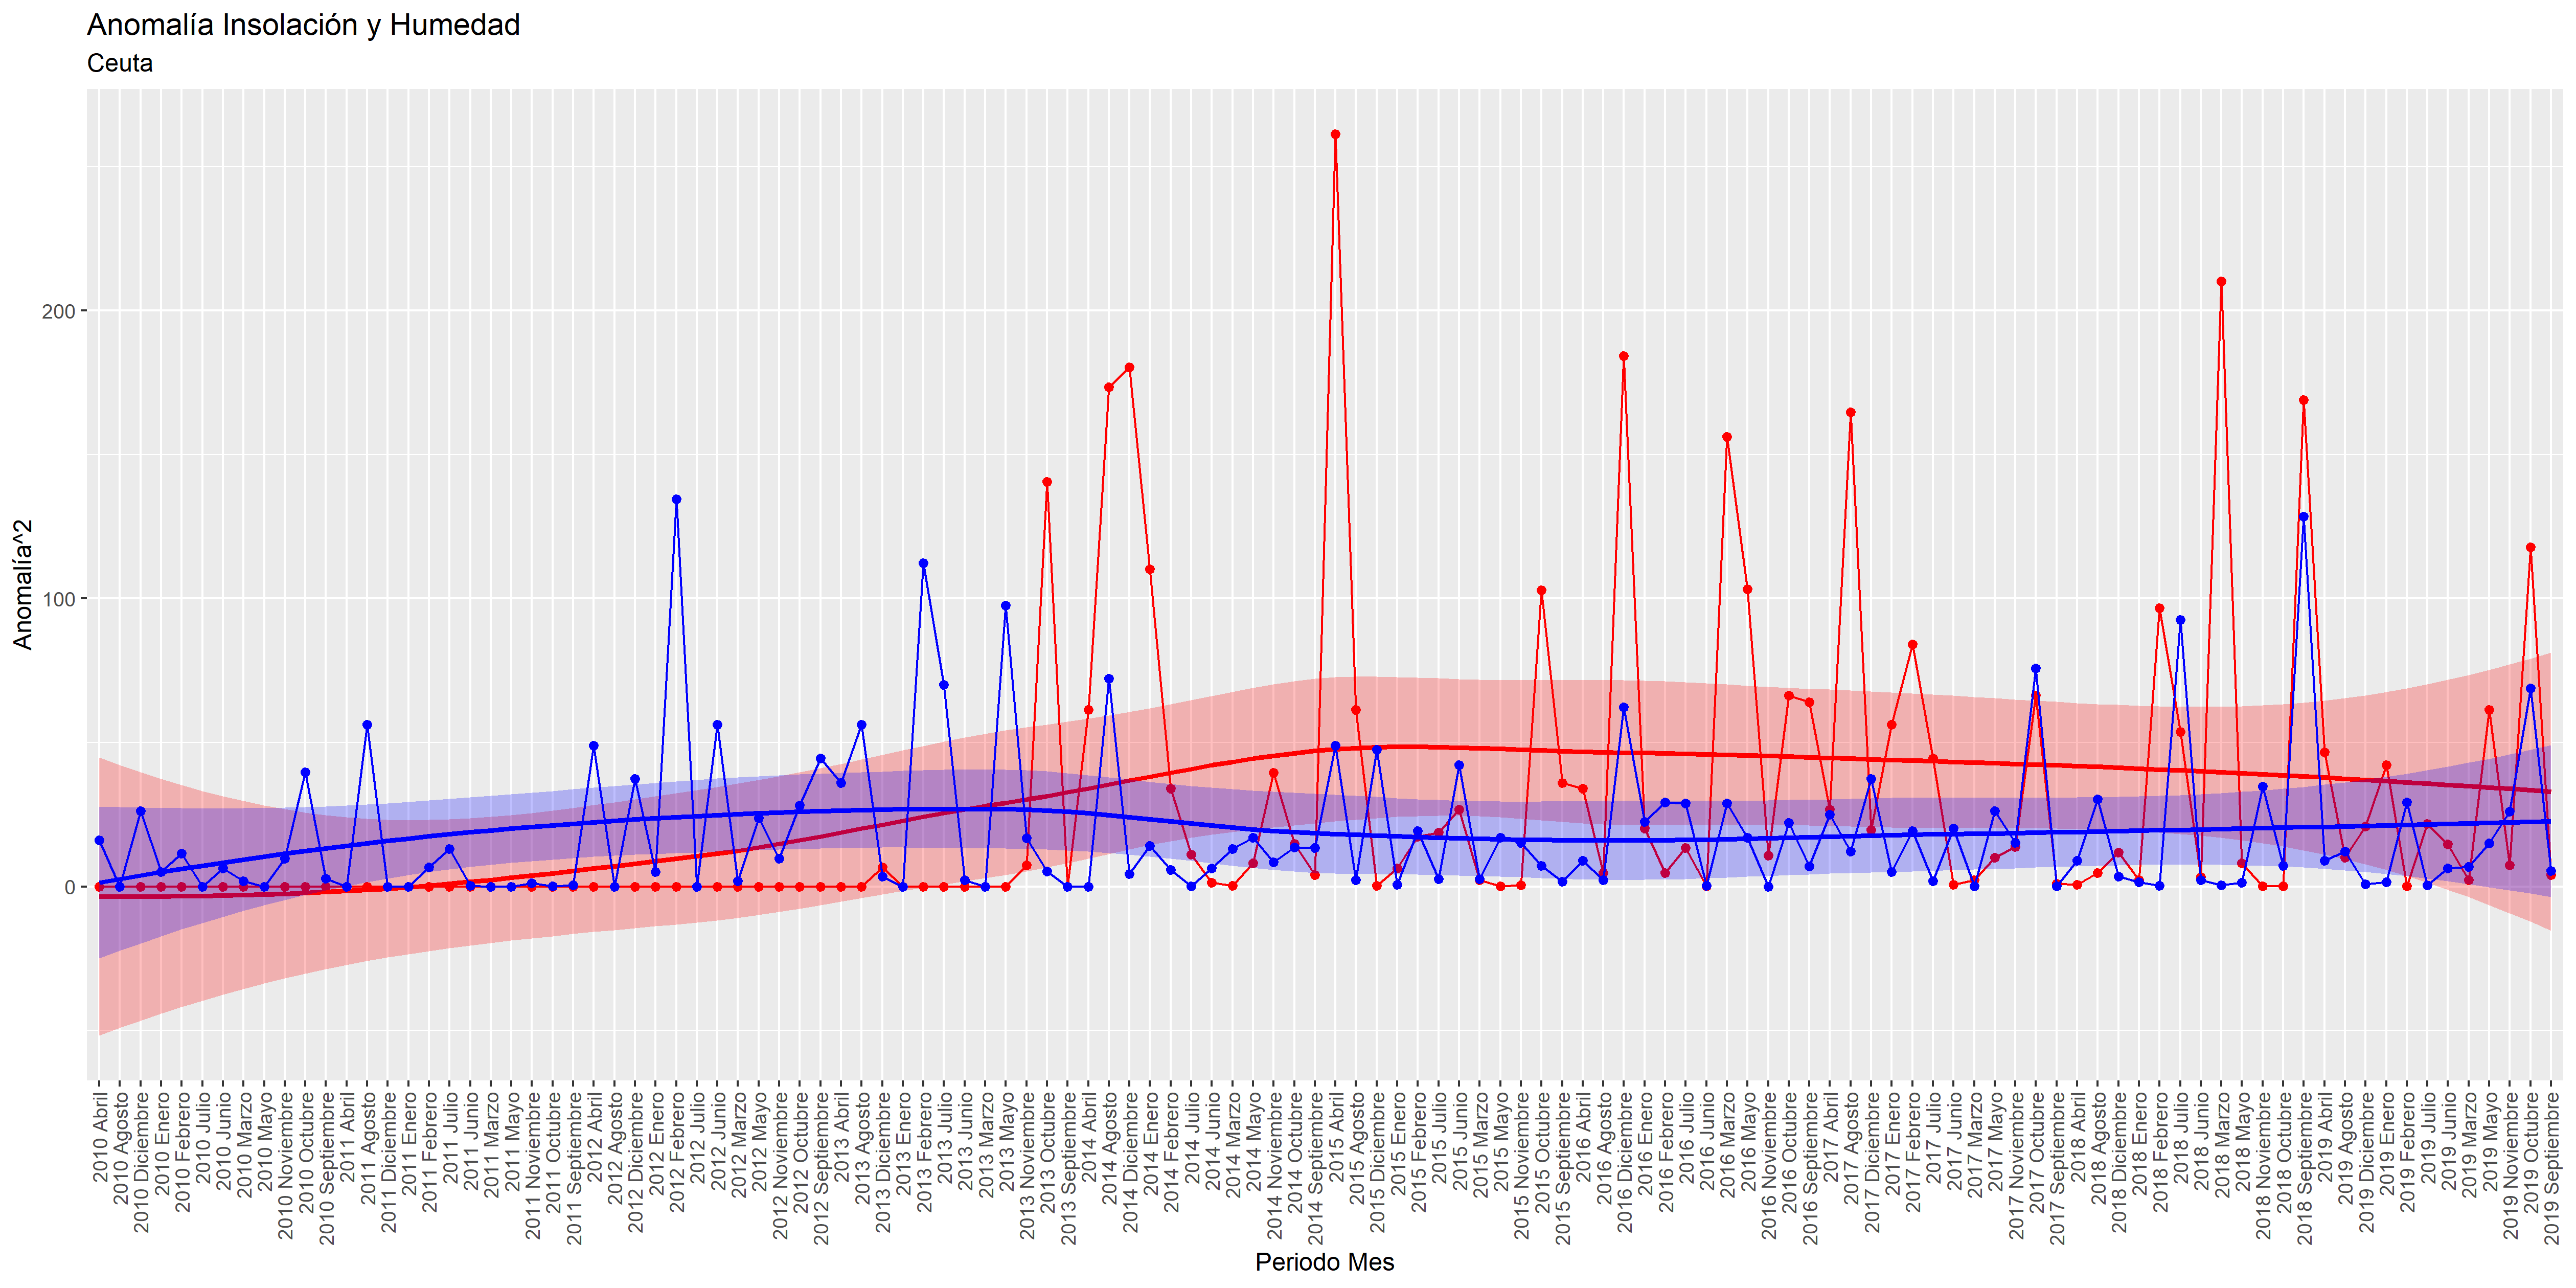 Anomalía Insolación y Humedad
Ceuta
Anomalía^2
200
100
0
2010 Abril
2010 Agosto
2010 Diciembre
2010 Enero
2010 Febrero
2010 Julio
2010 Junio
2010 Marzo
2010 Mayo
2010 Noviembre
2010 Octubre
2010 Septiembre
2011 Abril
2011 Agosto
2011 Diciembre
2011 Enero
2011 Febrero
2011 Julio
2011 Junio
2011 Marzo
2011 Mayo
2011 Noviembre
2011 Octubre
2011 Septiembre
2012 Abril
2012 Agosto
2012 Diciembre
2012 Enero
2012 Febrero
2012 Julio
2012 Junio
2012 Marzo
2012 Mayo
2012 Noviembre
2012 Octubre
2012 Septiembre
2013 Abril
2013 Agosto
2013 Diciembre
2013 Enero
2013 Febrero
2013 Julio
2013 Junio
2013 Marzo
2013 Mayo
2013 Noviembre
2013 Octubre
2013 Septiembre
2014 Abril
2014 Agosto
2014 Diciembre
2014 Enero
2014 Febrero
2014 Julio
2014 Junio
2014 Marzo
2014 Mayo
2014 Noviembre
2014 Octubre
2014 Septiembre
2015 Abril
2015 Agosto
2015 Diciembre
2015 Enero
2015 Febrero
2015 Julio
2015 Junio
2015 Marzo
2015 Mayo
2015 Noviembre
2015 Octubre
2015 Septiembre
2016 Abril
2016 Agosto
2016 Diciembre
2016 Enero
2016 Febrero
2016 Julio
2016 Junio
2016 Marzo
2016 Mayo
2016 Noviembre
2016 Octubre
2016 Septiembre
2017 Abril
2017 Agosto
2017 Diciembre
2017 Enero
2017 Febrero
2017 Julio
2017 Junio
2017 Marzo
2017 Mayo
2017 Noviembre
2017 Octubre
2017 Septiembre
2018 Abril
2018 Agosto
2018 Diciembre
2018 Enero
2018 Febrero
2018 Julio
2018 Junio
2018 Marzo
2018 Mayo
2018 Noviembre
2018 Octubre
2018 Septiembre
2019 Abril
2019 Agosto
2019 Diciembre
2019 Enero
2019 Febrero
2019 Julio
2019 Junio
2019 Marzo
2019 Mayo
2019 Noviembre
2019 Octubre
2019 Septiembre
Periodo Mes